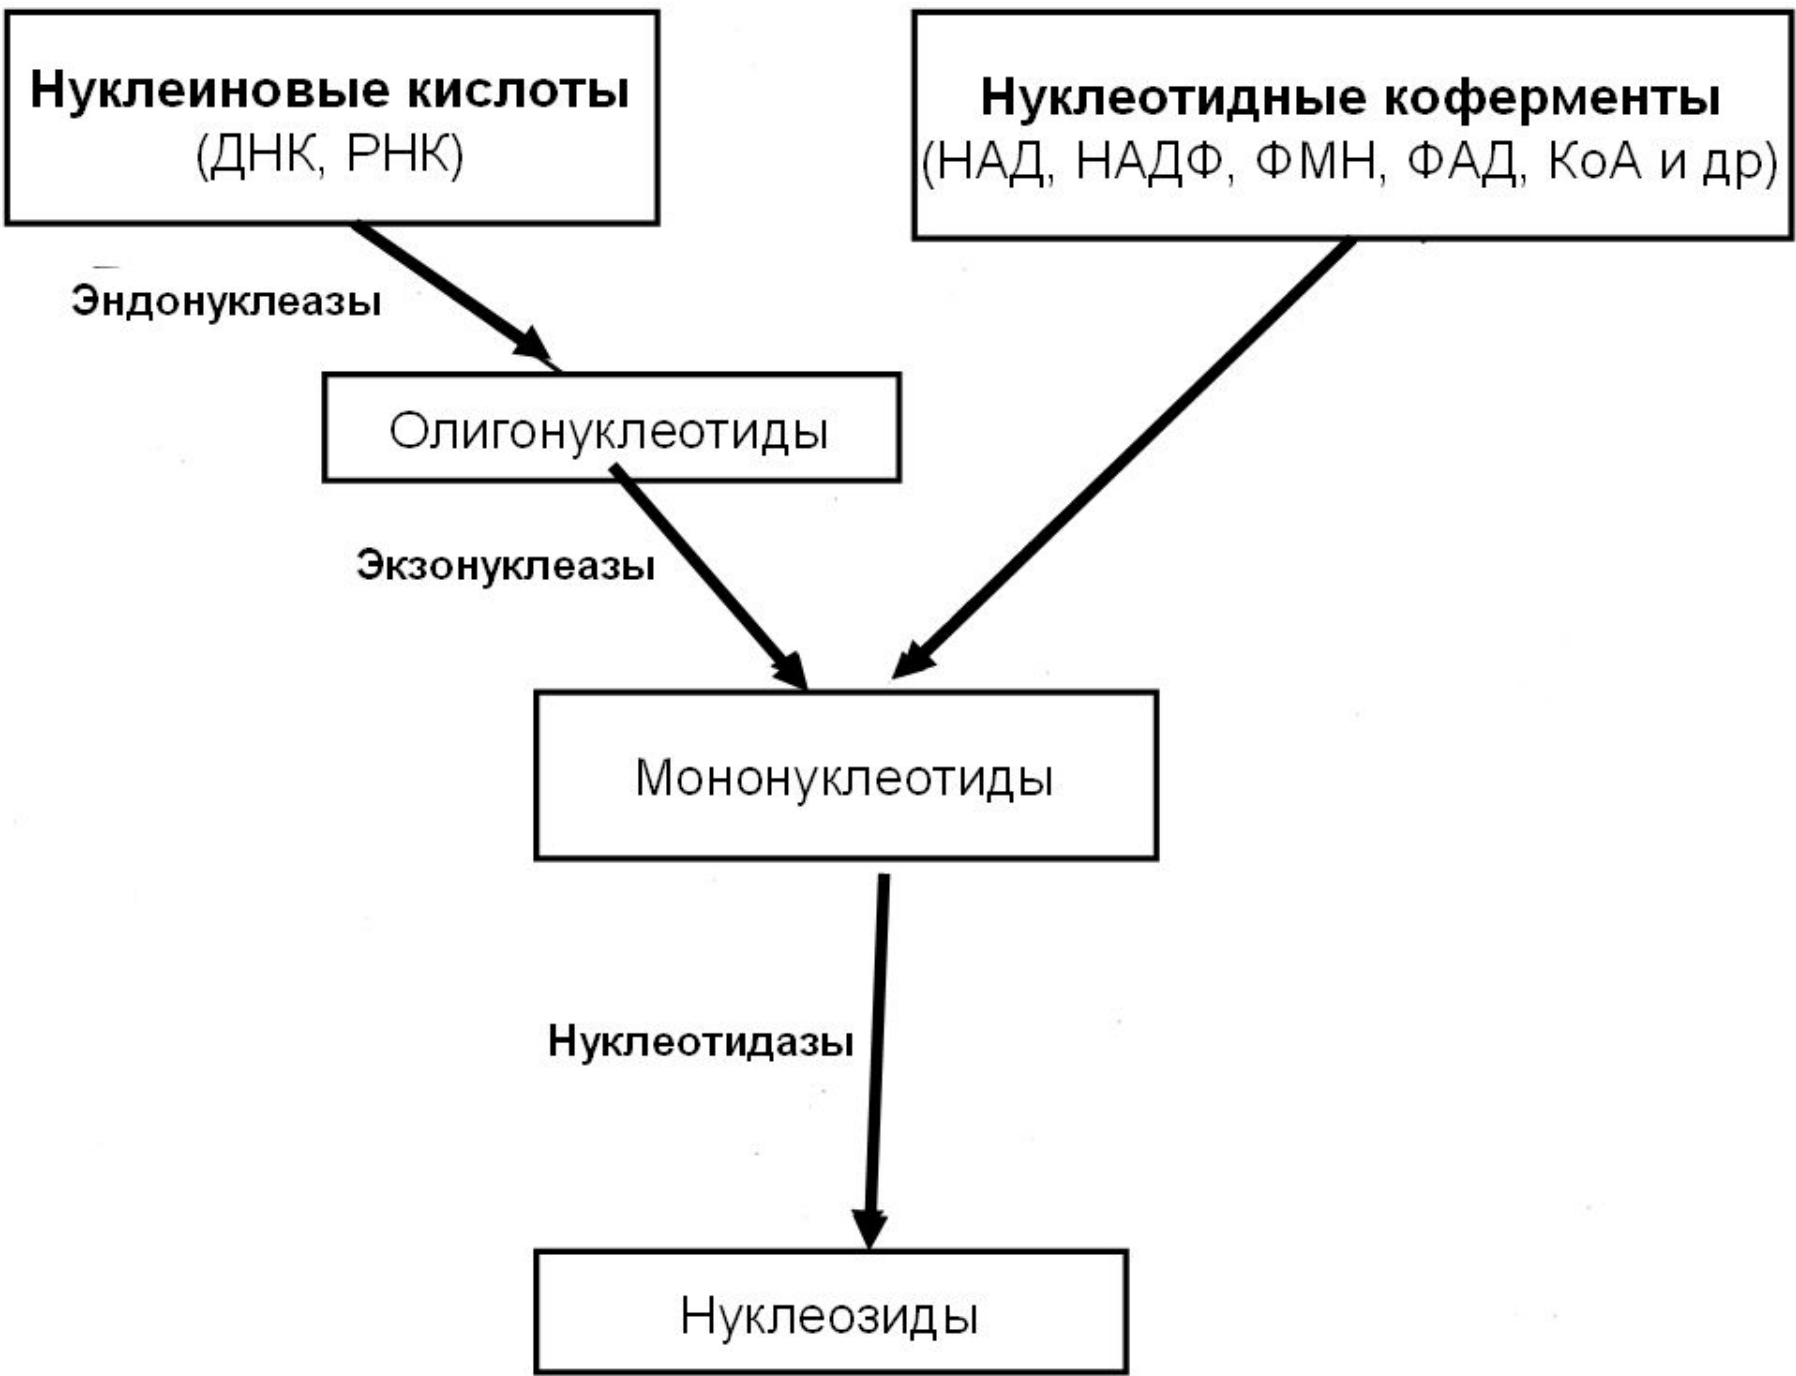 Нуклеиновые кислоты
(ДНК, РНК)
Нуклеотидные коферменты
(НАД, НАДФ, ФМН, ФАД, КоА и др)
Эндонуклеазы
Олигонуклеотиды
Экзонуклеазы
Мононуклеотиды
Нуклеотидазы
Нуклеозиды